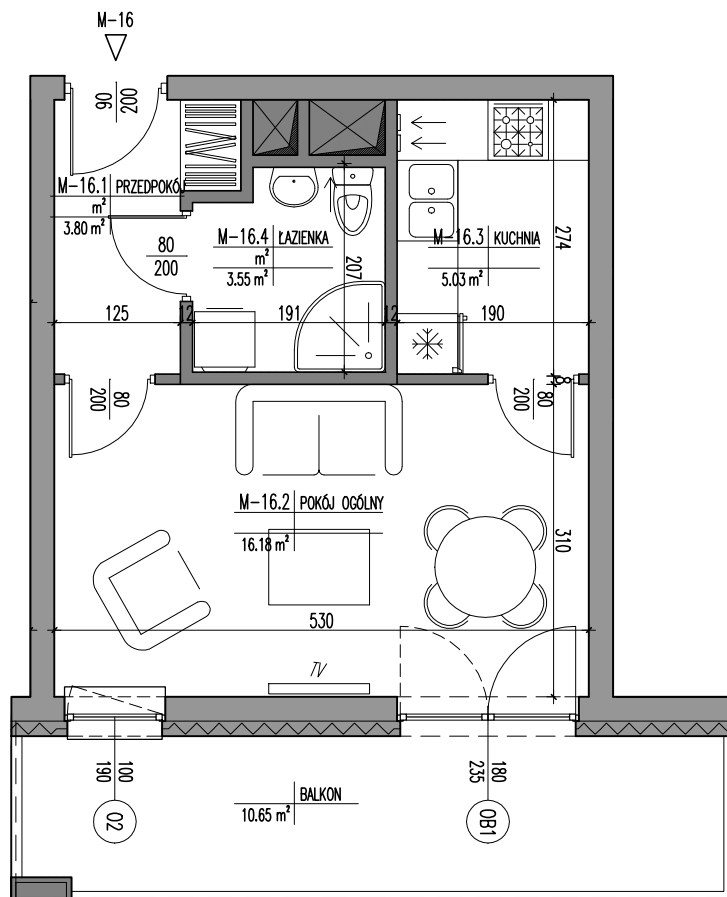 M-16
90
200
M-16.1 PRZEDPOKÓJ
m²
3.80 m²
80
200
M-16.4 ŁAZIENKA
m²
3.55 m²
207
M-16.3 KUCHNIA
5.03 m²
274
125
12
191
12
190
80
200
80
200
8
M-16.2 POKÓJ OGÓLNY
16.18 m²
310
530
TV
100
190
O2
BALKON
10.65 m²
180
235
OB1